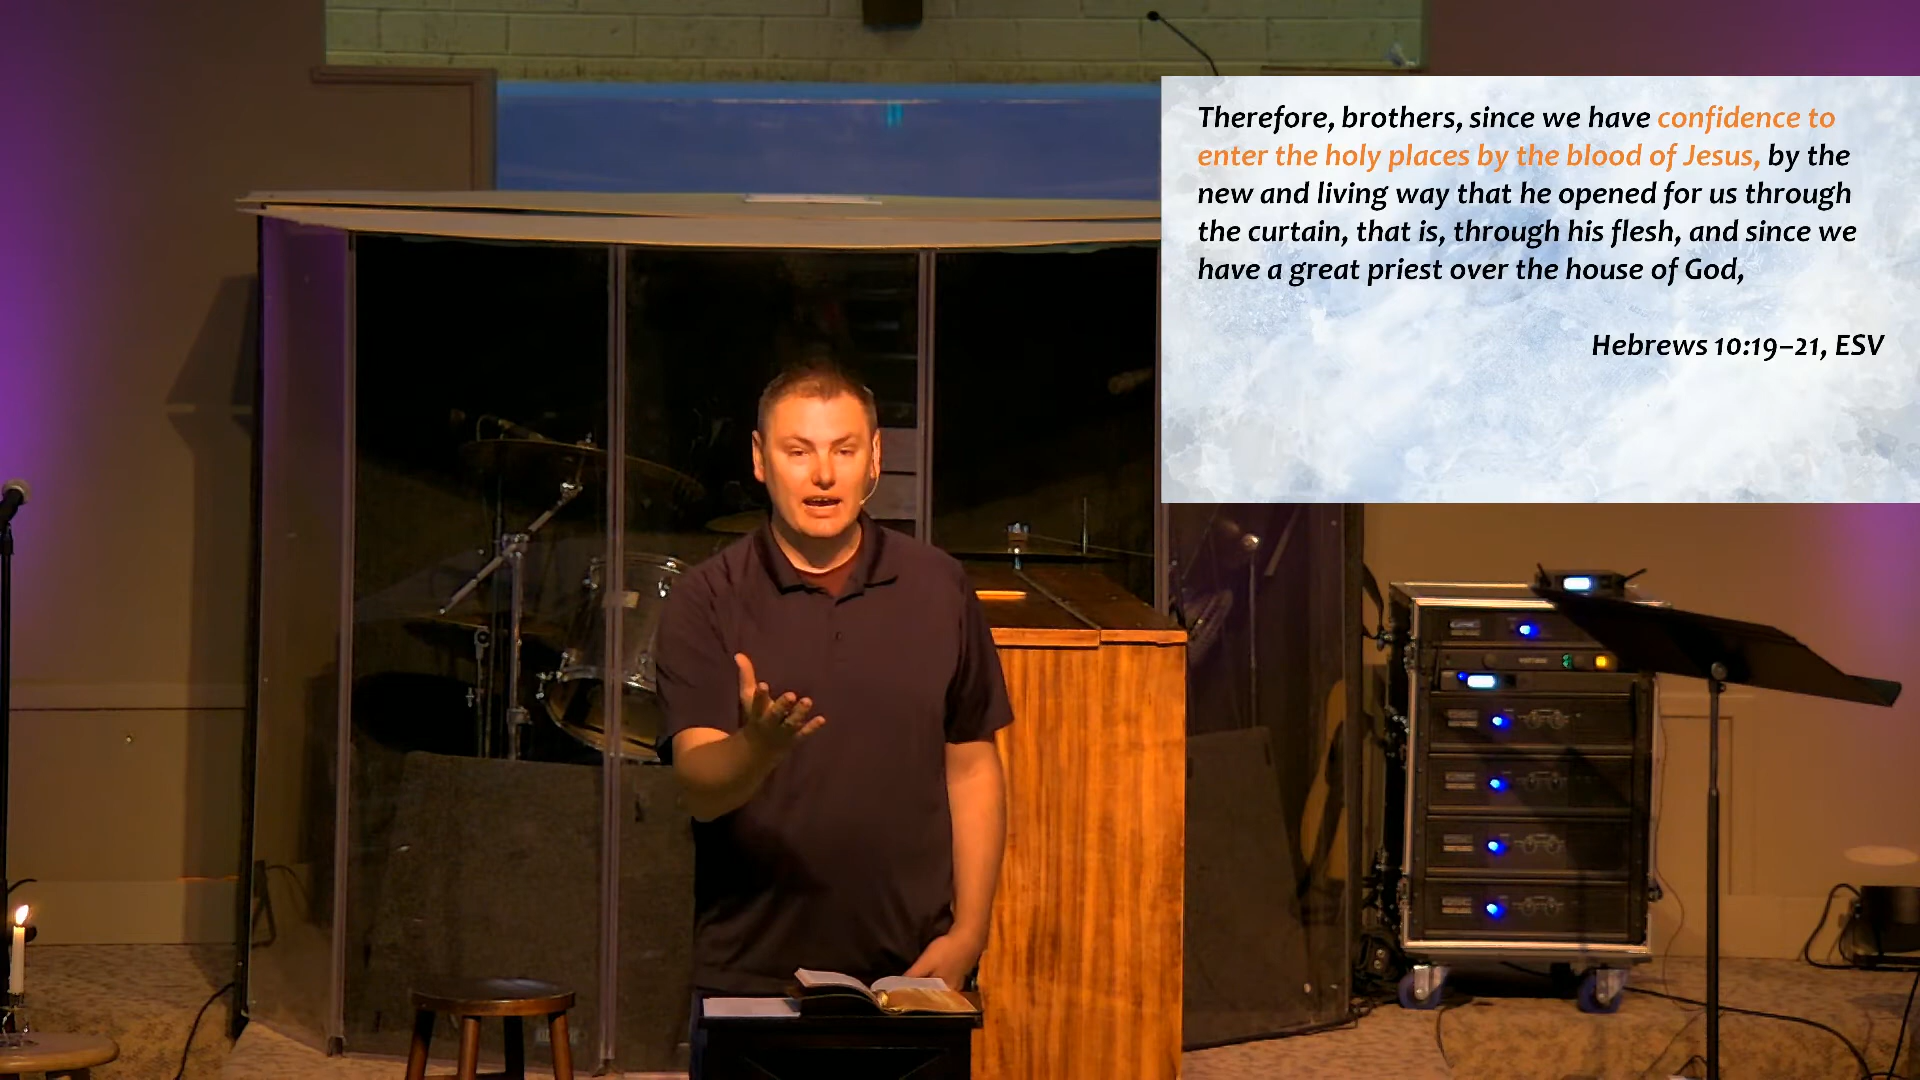 Therefore, brothers, since we have confidence to
enter the holy places by the blood of Jesus, by the
new and living way that he opened for us through
the curtain, that is, through his flesh, and since we
have a great priest over the house of God,
Hebrews 10:19–21, ESV